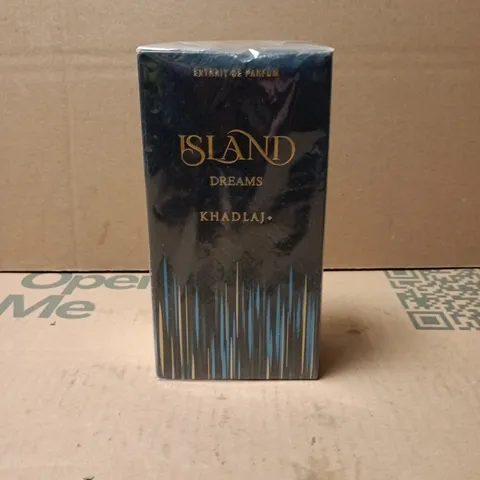 EXTRAIT DE PARFUM
ISLAND
DREAMS
KHADLAJ+
Open
Me